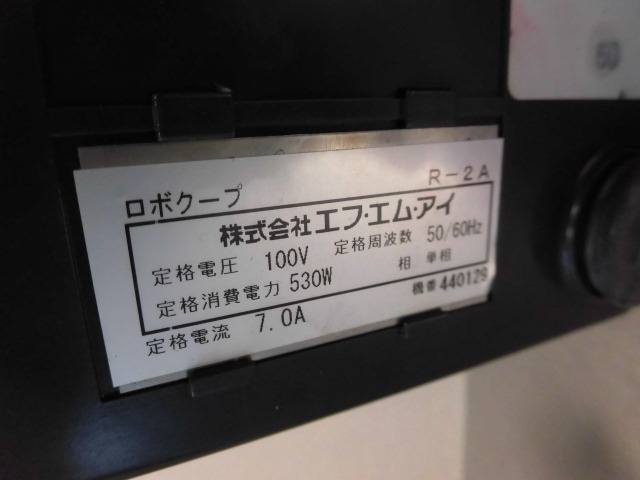 50
ロボクープ R-2A
株式会社 エフ・エム・アイ
定格電圧 100V 定格周波数 50/60Hz
定格消費電力 530W 相 単相
定格電流 7.0A 機番 440129